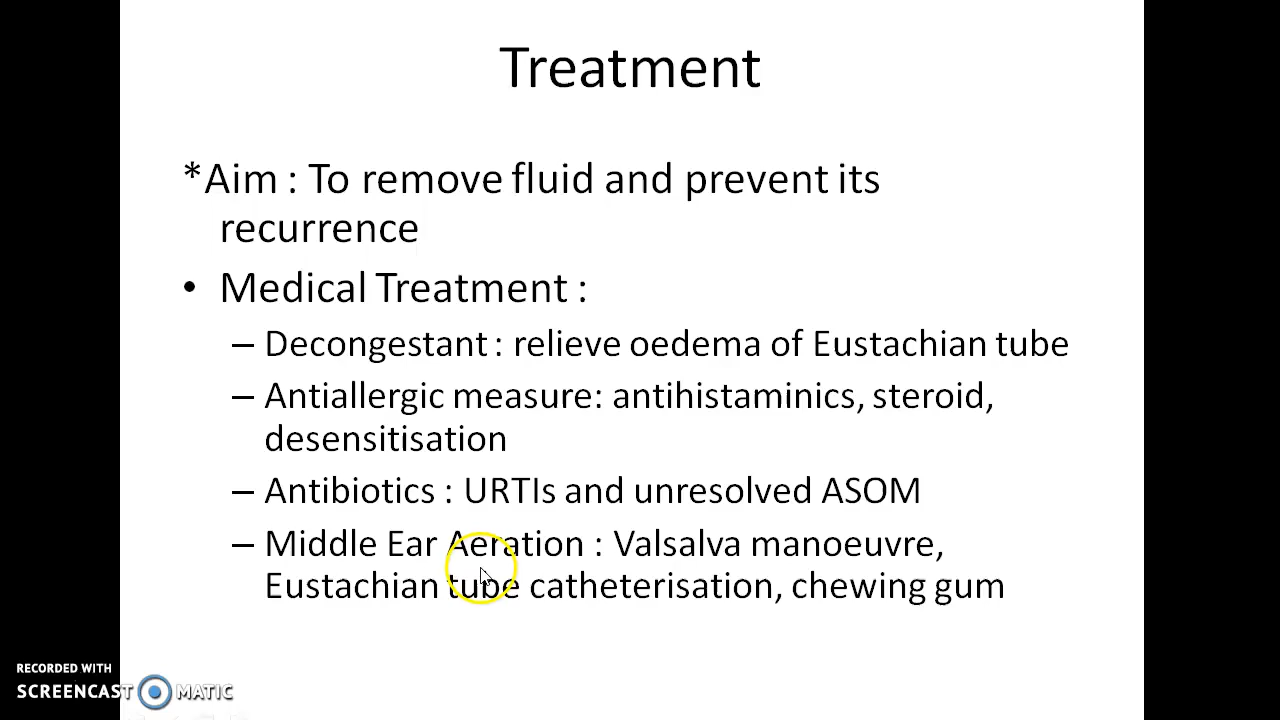 Treatment
*Aim : To remove fluid and prevent its
recurrence
• Medical Treatment :
– Decongestant : relieve oedema of Eustachian tube
– Antiallergic measure: antihistaminics, steroid,
desensitisation
– Antibiotics : URTIs and unresolved ASOM
– Middle Ear Aeration : Valsalva manoeuvre,
Eustachian tube catheterisation, chewing gum
RECORDED WITH
SCREENCAST MATIC